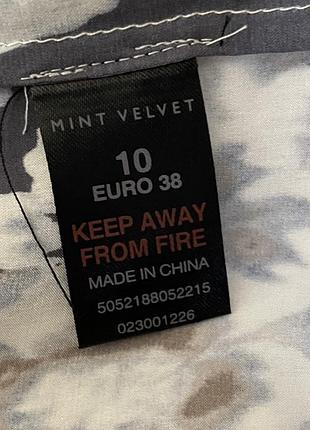 MINT VELVET
10
EURO 38
KEEP AWAY
FROM FIRE
MADE IN CHINA
5052188052215
023001226